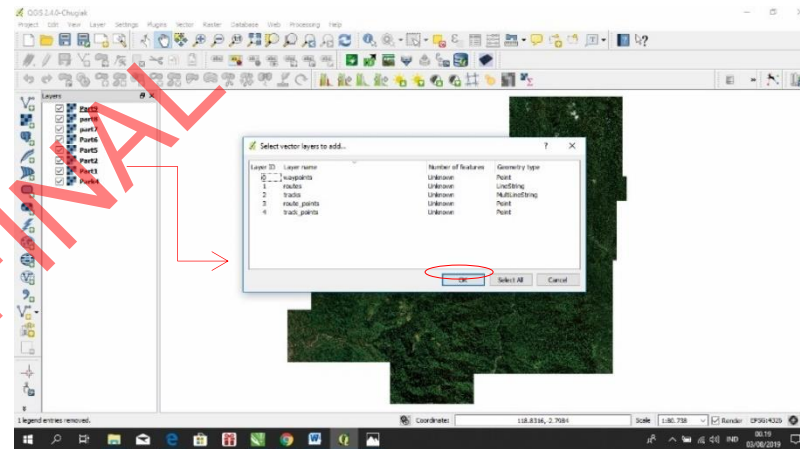 QGIS 2.4.0-Chugiak
Project Edit View Layer Settings Plugins Vector Raster Database Web Processing Help
Layers
Part9
part8
part7
Part6
Part5
Part2
Part3
Part4
FINAL
Select vector layers to add...
Layer ID Layer name Number of features Geometry type
0 waypoints Unknown Point
1 routes Unknown LineString
2 tracks Unknown MultiLineString
3 route_points Unknown Point
4 track_points Unknown Point
OK Select All Cancel
1 legend entries removed.
Coordinate: 118.8316,-2.7084 Scale 1:80.738 Render EPSG:4326
IND 00.19
03/08/2019